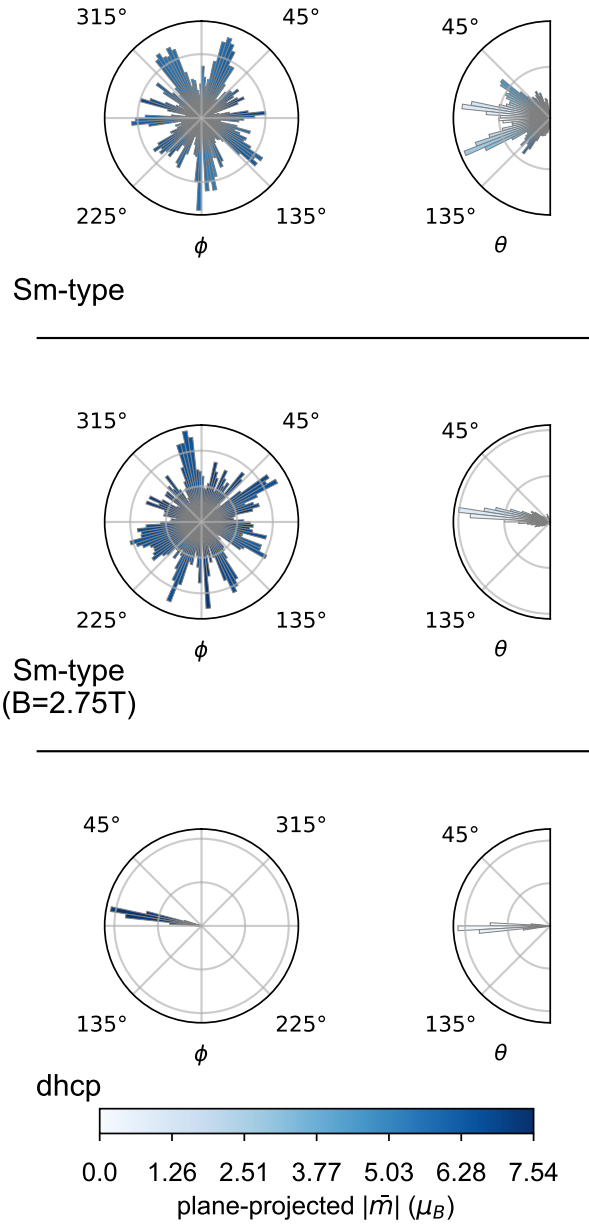 315° 45° 45°
225° 135° 135°
ϕ θ
Sm-type
315° 45° 45°
225° 135° 135°
ϕ θ
Sm-type
(B=2.75T)
45° 315° 45°
135° 225° 135°
ϕ θ
dhcp
0.0 1.26 2.51 3.77 5.03 6.28 7.54
plane-projected |m̄| (μ_B)